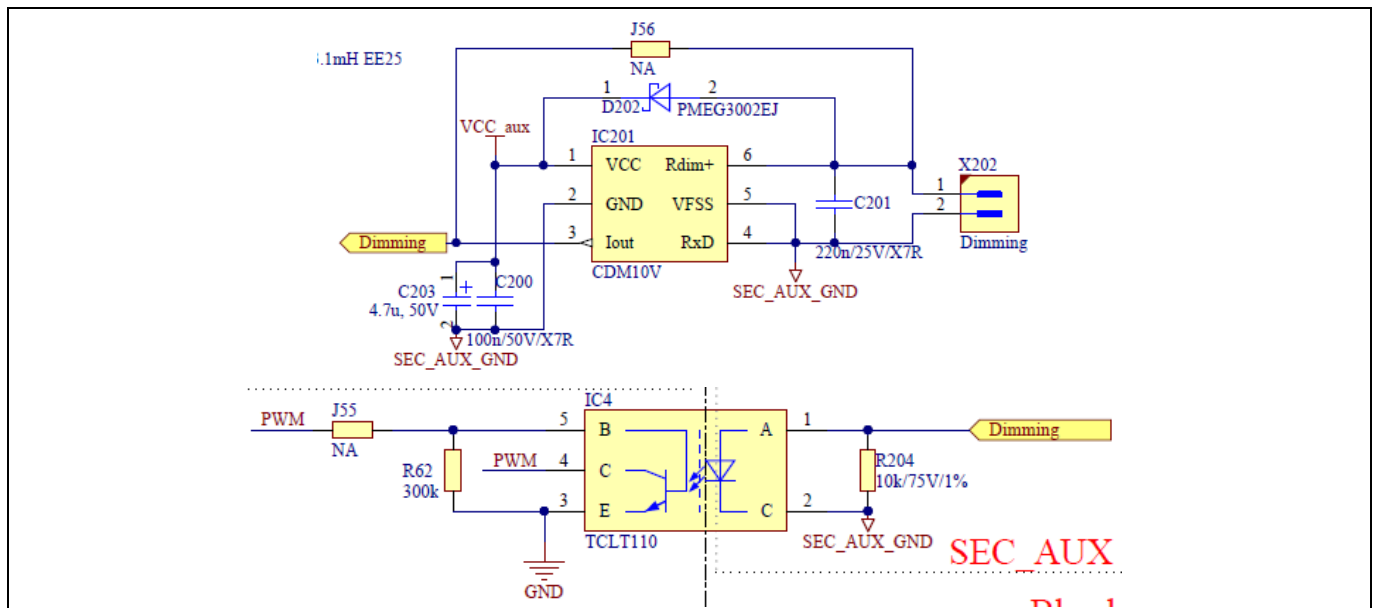 J56
.1mH EE25
NA
1
2
D202
PMEG3002EJ
VCC_aux
IC201
1 VCC Rdim+ 6
X202
1
2 GND VFSS 5
C201
2
Dimming
3 Iout RxD 4
Dimming
220n/25V/X7R
CDM10V
1
+
C200
C203
4.7u, 50V
SEC_AUX_GND
2
100n/50V/X7R
SEC_AUX_GND
IC4
J55
PWM
5 B A 1
Dimming
NA
R62
300k
PWM
4 C
R204
10k/75V/1%
3 E C 2
TCLT110
SEC_AUX_GND
SEC_AUX
GND